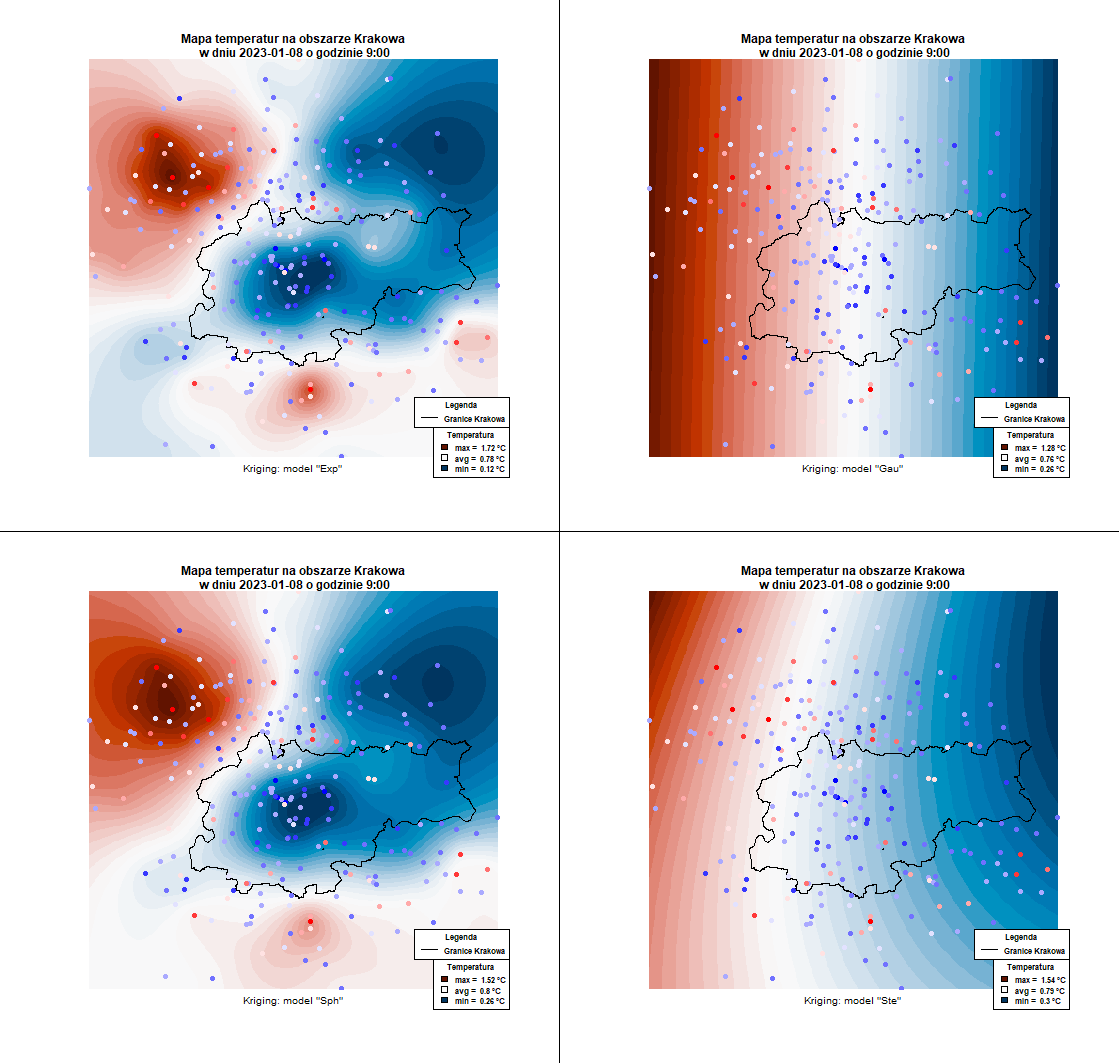 Mapa temperatur na obszarze Krakowa
w dniu 2023-01-08 o godzinie 9:00
Legenda
Granice Krakowa
Temperatura
max = 1.72 °C
avg = 0.78 °C
min = 0.12 °C
Kriging: model "Exp"
Mapa temperatur na obszarze Krakowa
w dniu 2023-01-08 o godzinie 9:00
Legenda
Granice Krakowa
Temperatura
max = 1.28 °C
avg = 0.76 °C
min = 0.26 °C
Kriging: model "Gau"
Mapa temperatur na obszarze Krakowa
w dniu 2023-01-08 o godzinie 9:00
Legenda
Granice Krakowa
Temperatura
max = 1.52 °C
avg = 0.8 °C
min = 0.26 °C
Kriging: model "Sph"
Mapa temperatur na obszarze Krakowa
w dniu 2023-01-08 o godzinie 9:00
Legenda
Granice Krakowa
Temperatura
max = 1.54 °C
avg = 0.79 °C
min = 0.3 °C
Kriging: model "Ste"